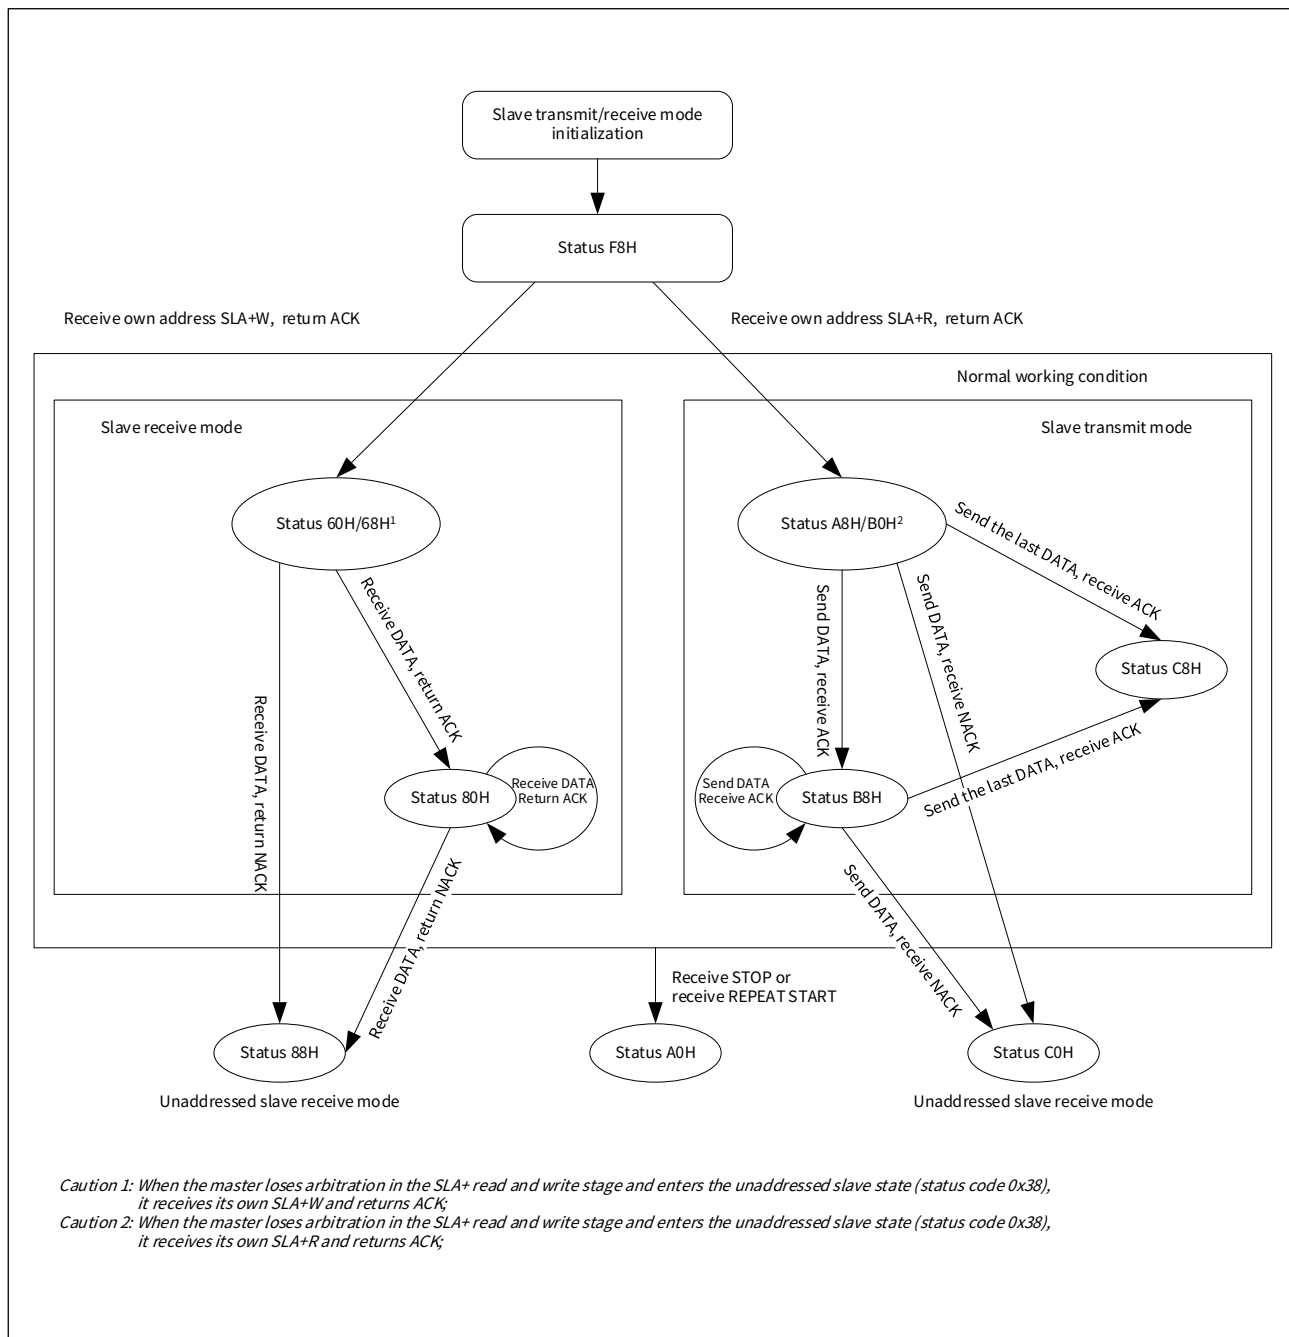 Slave transmit/receive mode
initialization
Status F8H
Receive own address SLA+W, return ACK
Receive own address SLA+R, return ACK
Normal working condition
Slave receive mode
Slave transmit mode
Status 60H/68H¹
Status A8H/B0H²
Send the last DATA, receive ACK
Receive DATA, return ACK
Send DATA, receive ACK
Send DATA, receive NACK
Status C8H
Receive DATA, return NACK
Status 80H
Receive DATA
Return ACK
Send DATA
Receive ACK
Status B8H
Send the last DATA, receive ACK
Receive DATA, return NACK
Send DATA, receive NACK
Receive STOP or
receive REPEAT START
Status 88H
Status A0H
Status C0H
Unaddressed slave receive mode
Unaddressed slave receive mode
Caution 1: When the master loses arbitration in the SLA+ read and write stage and enters the unaddressed slave state (status code 0x38),
it receives its own SLA+W and returns ACK;
Caution 2: When the master loses arbitration in the SLA+ read and write stage and enters the unaddressed slave state (status code 0x38),
it receives its own SLA+R and returns ACK;